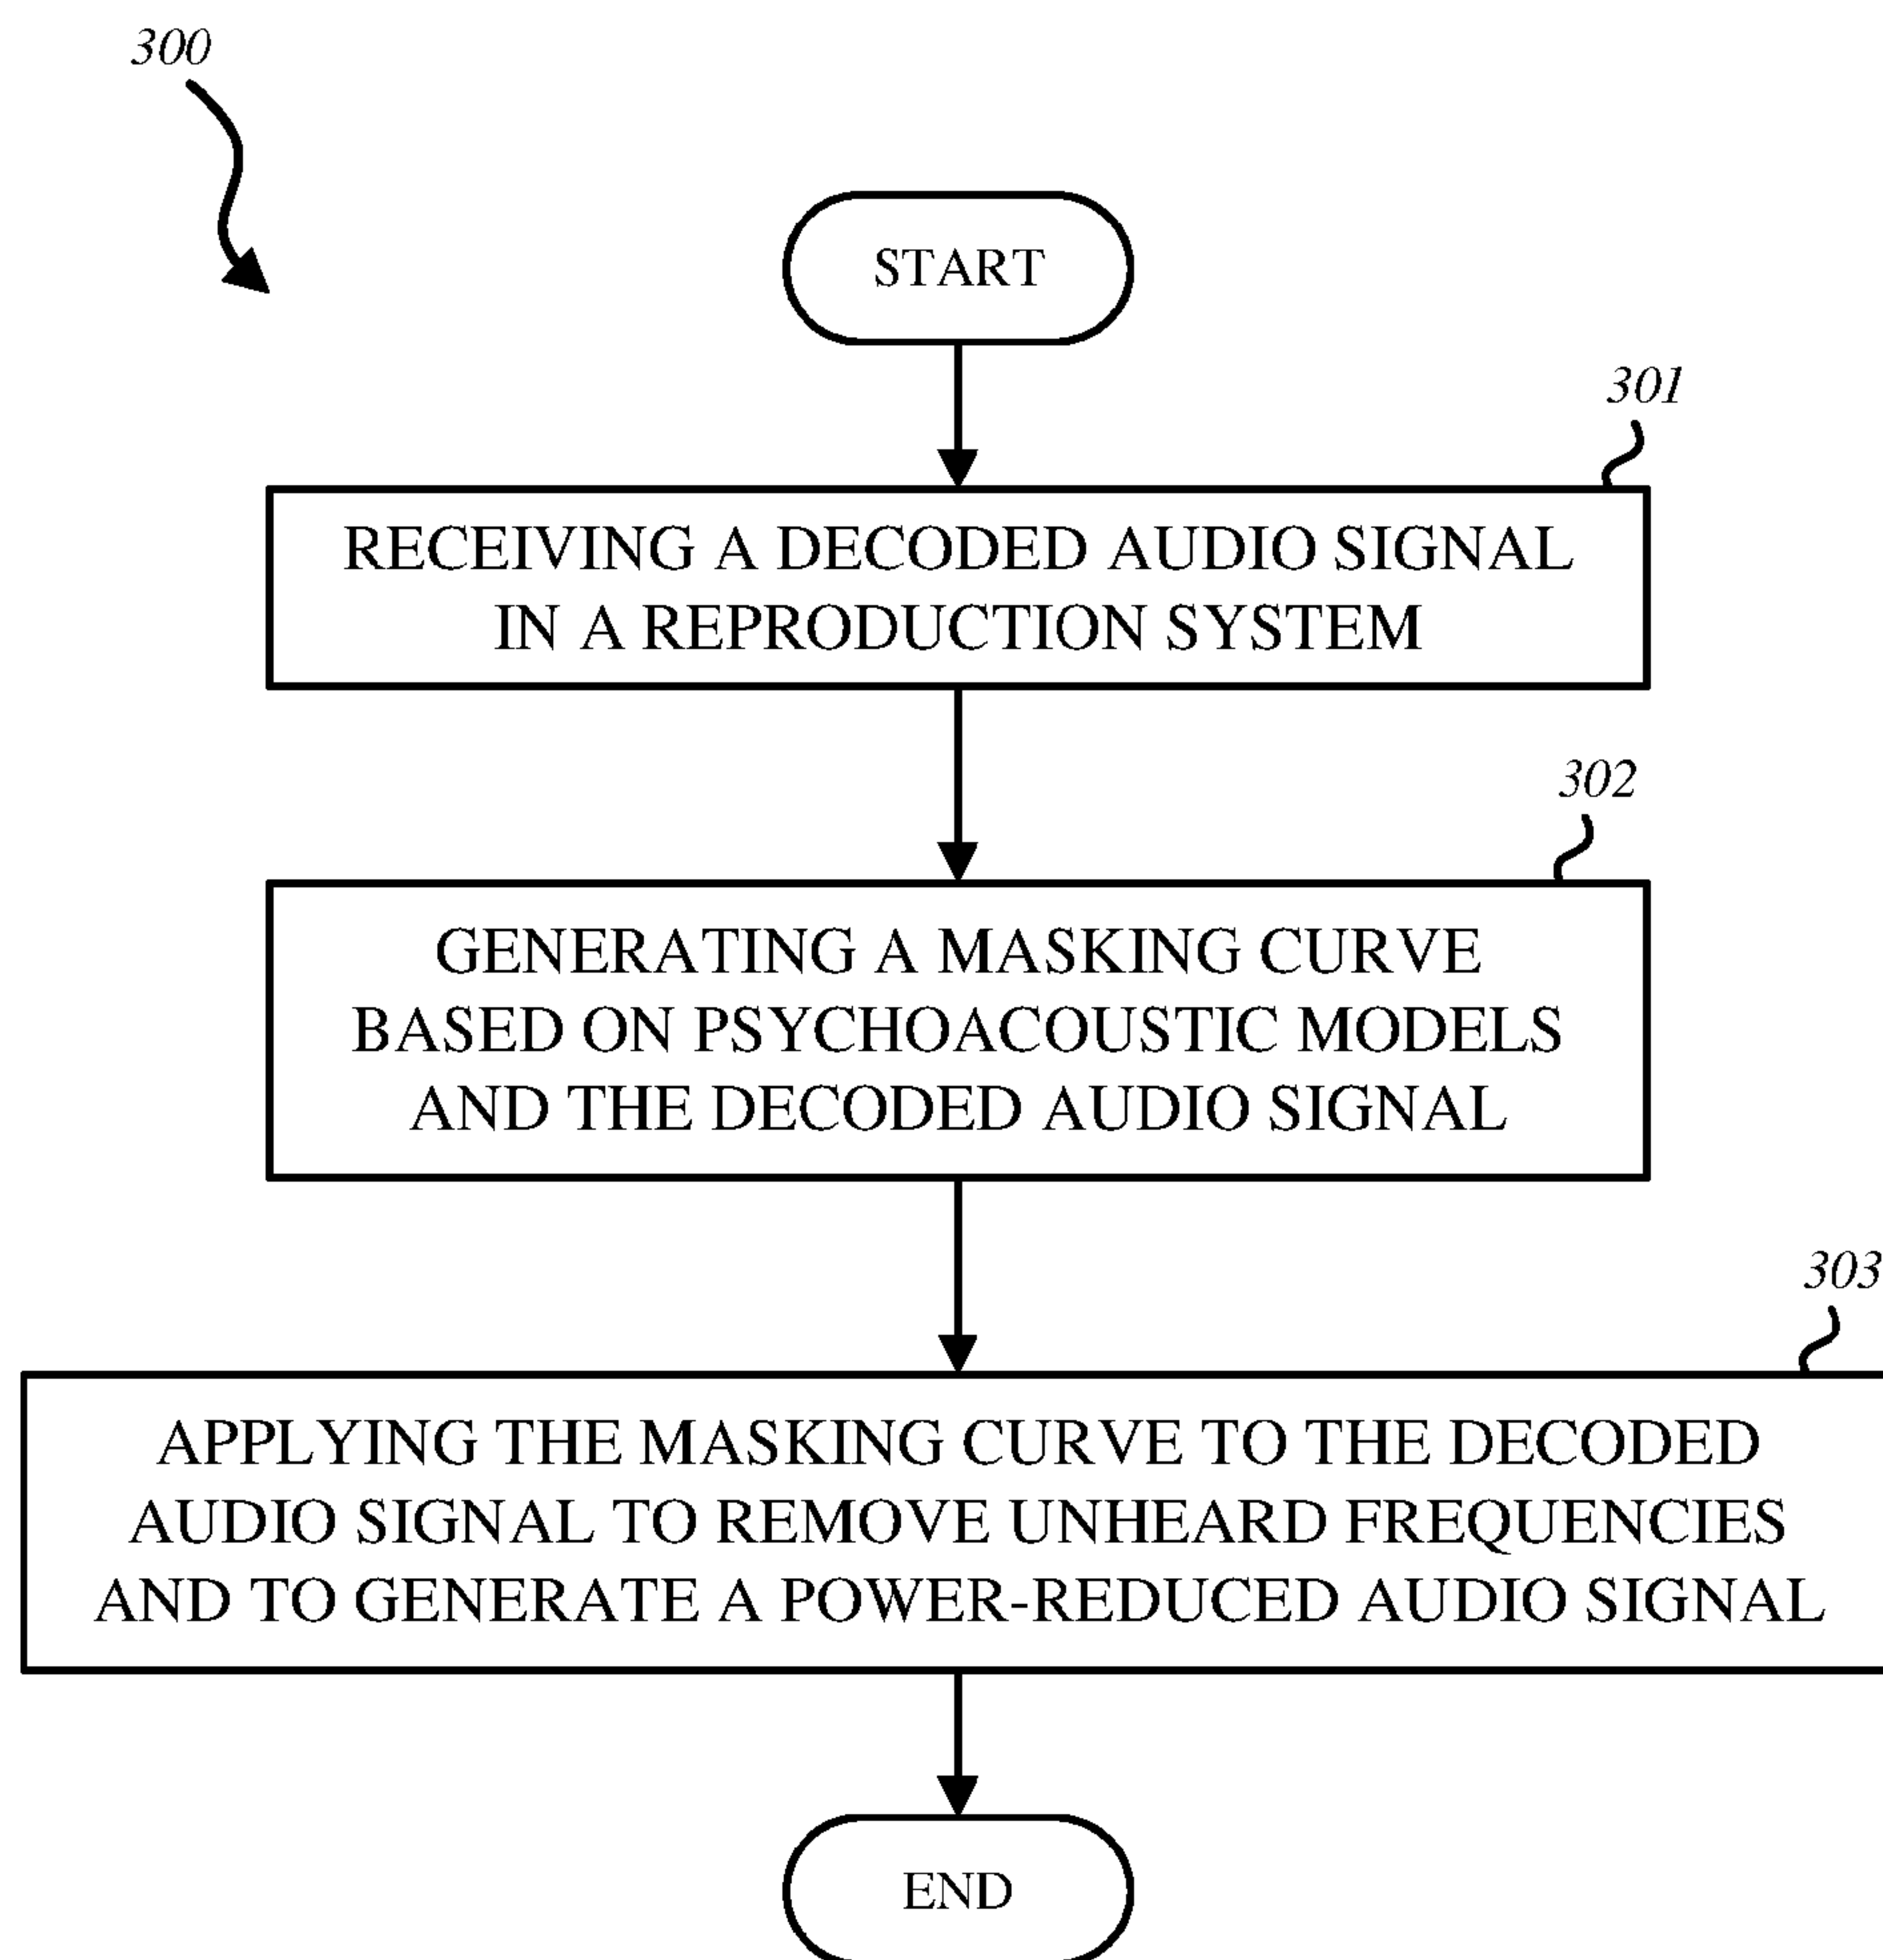 300
START
301
RECEIVING A DECODED AUDIO SIGNAL
IN A REPRODUCTION SYSTEM
302
GENERATING A MASKING CURVE
BASED ON PSYCHOACOUSTIC MODELS
AND THE DECODED AUDIO SIGNAL
303
APPLYING THE MASKING CURVE TO THE DECODED
AUDIO SIGNAL TO REMOVE UNHEARD FREQUENCIES
AND TO GENERATE A POWER-REDUCED AUDIO SIGNAL
END